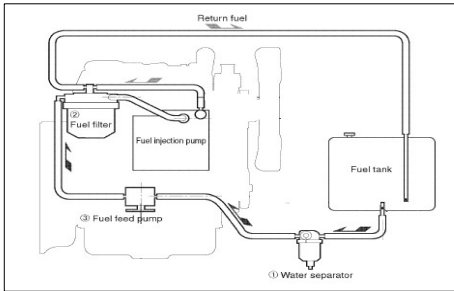 Return fuel
②
Fuel filter
Fuel injection pump
Fuel tank
③ Fuel feed pump
① Water separator